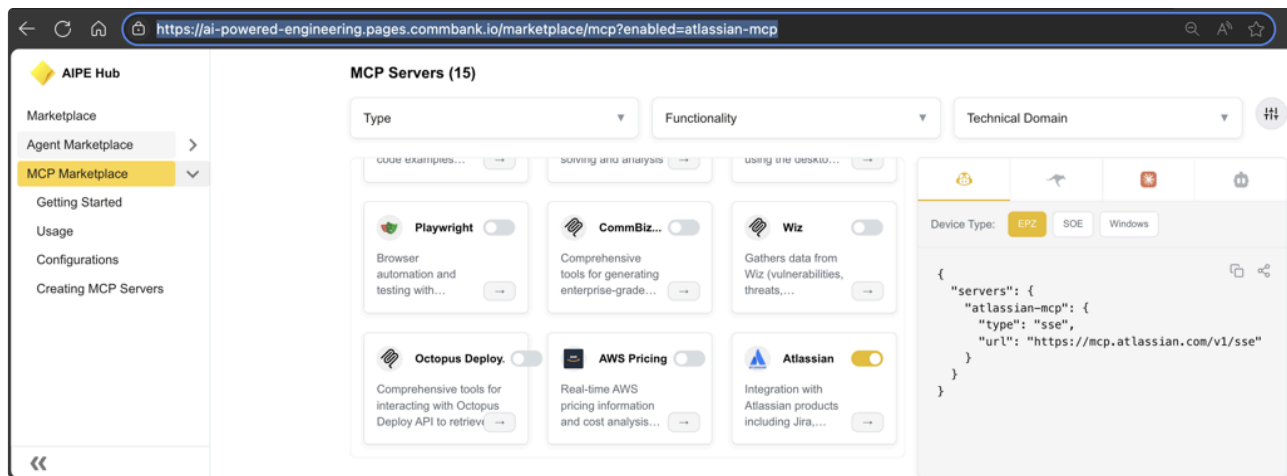 https://ai-powered-engineering.pages.commbank.io/marketplace/mcp?enabled=atlassian-mcp
AIPE Hub
Marketplace
Agent Marketplace
MCP Marketplace
Getting Started
Usage
Configurations
Creating MCP Servers
MCP Servers (15)
Type
Functionality
Technical Domain
code examples...
solving and analysis
using the deskto...
Playwright
Browser
automation and
testing with...
CommBiz...
Comprehensive
tools for generating
enterprise-grade...
Wiz
Gathers data from
Wiz (vulnerabilities,
threats,...
Octopus Deploy.
Comprehensive tools for
interacting with Octopus
Deploy API to retrieve
AWS Pricing
Real-time AWS
pricing information
and cost analysis...
Atlassian
Integration with
Atlassian products
including Jira,...
Device Type:
EPZ
SOE
Windows
{
"servers": {
"atlassian-mcp": {
"type": "sse",
"url": "https://mcp.atlassian.com/v1/sse"
}
}
}